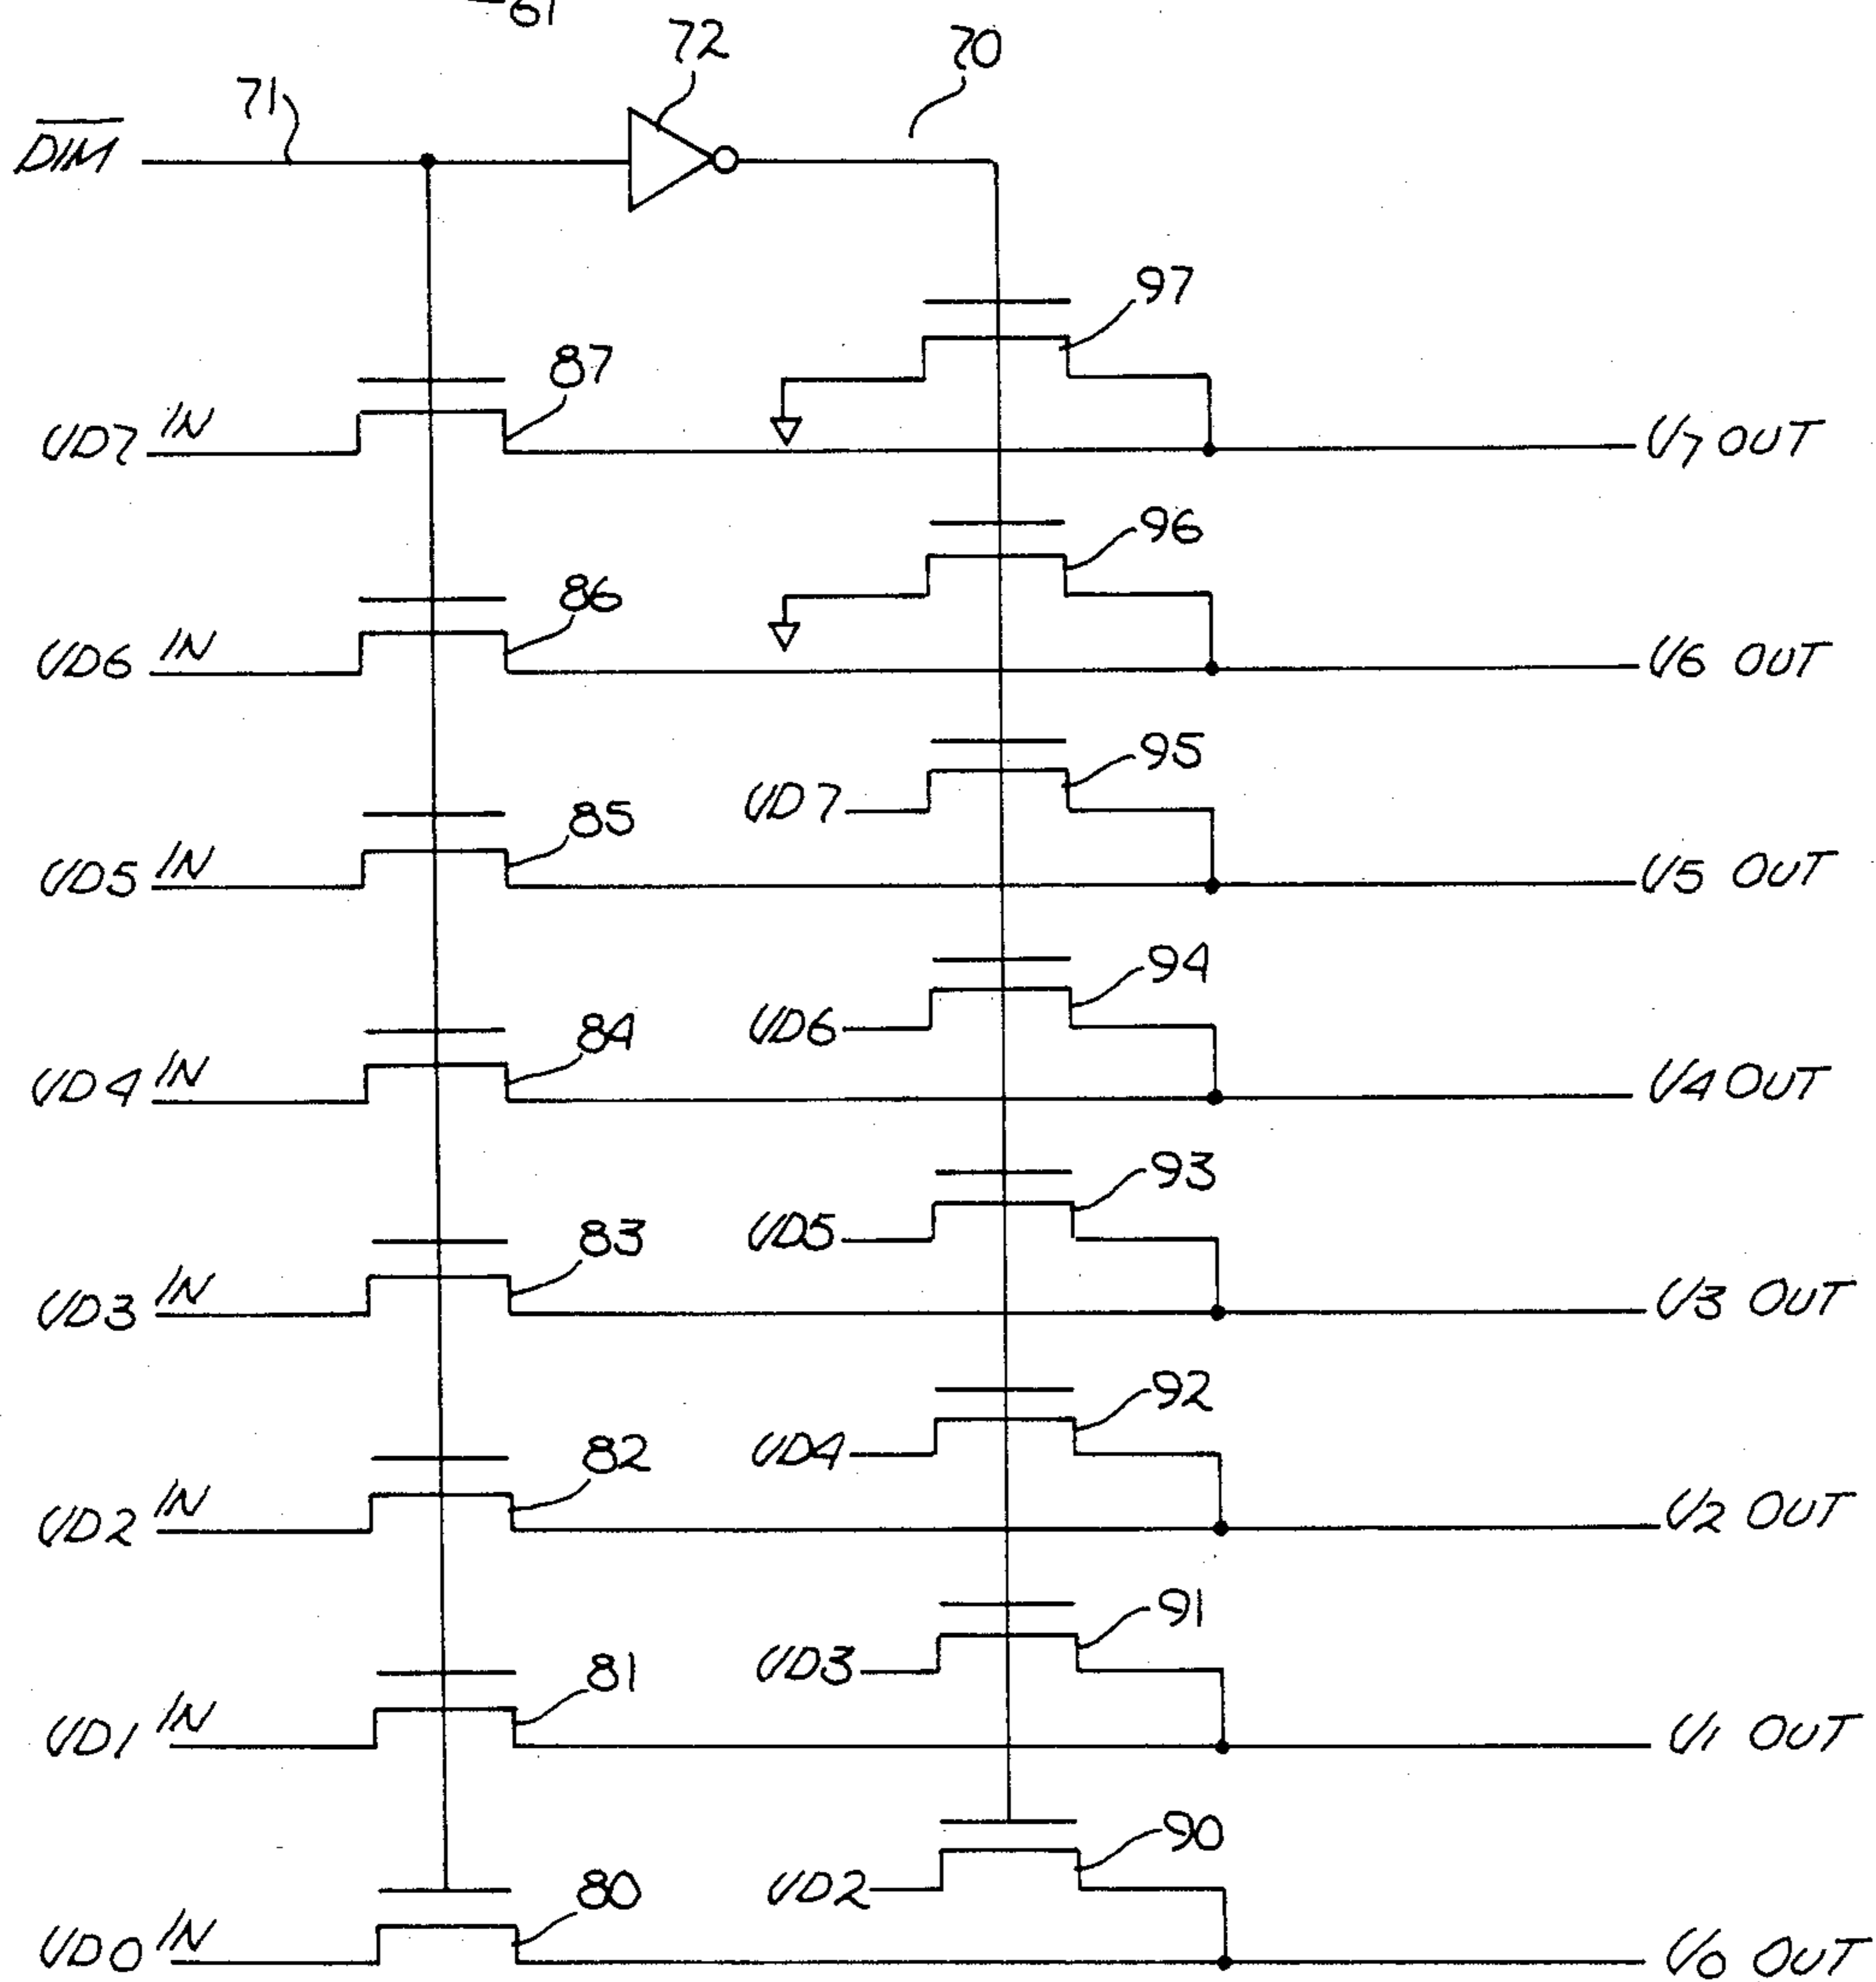 61
72
70
71
DIM
97
87
VD7 IN
V7 OUT
96
86
VD6 IN
V6 OUT
95
VD7
85
VD5 IN
V5 OUT
94
VD6
84
VD4 IN
V4 OUT
93
VD5
83
VD3 IN
V3 OUT
92
VD4
82
VD2 IN
V2 OUT
91
VD3
81
VD1 IN
V1 OUT
90
VD2
80
VD0 IN
V0 OUT